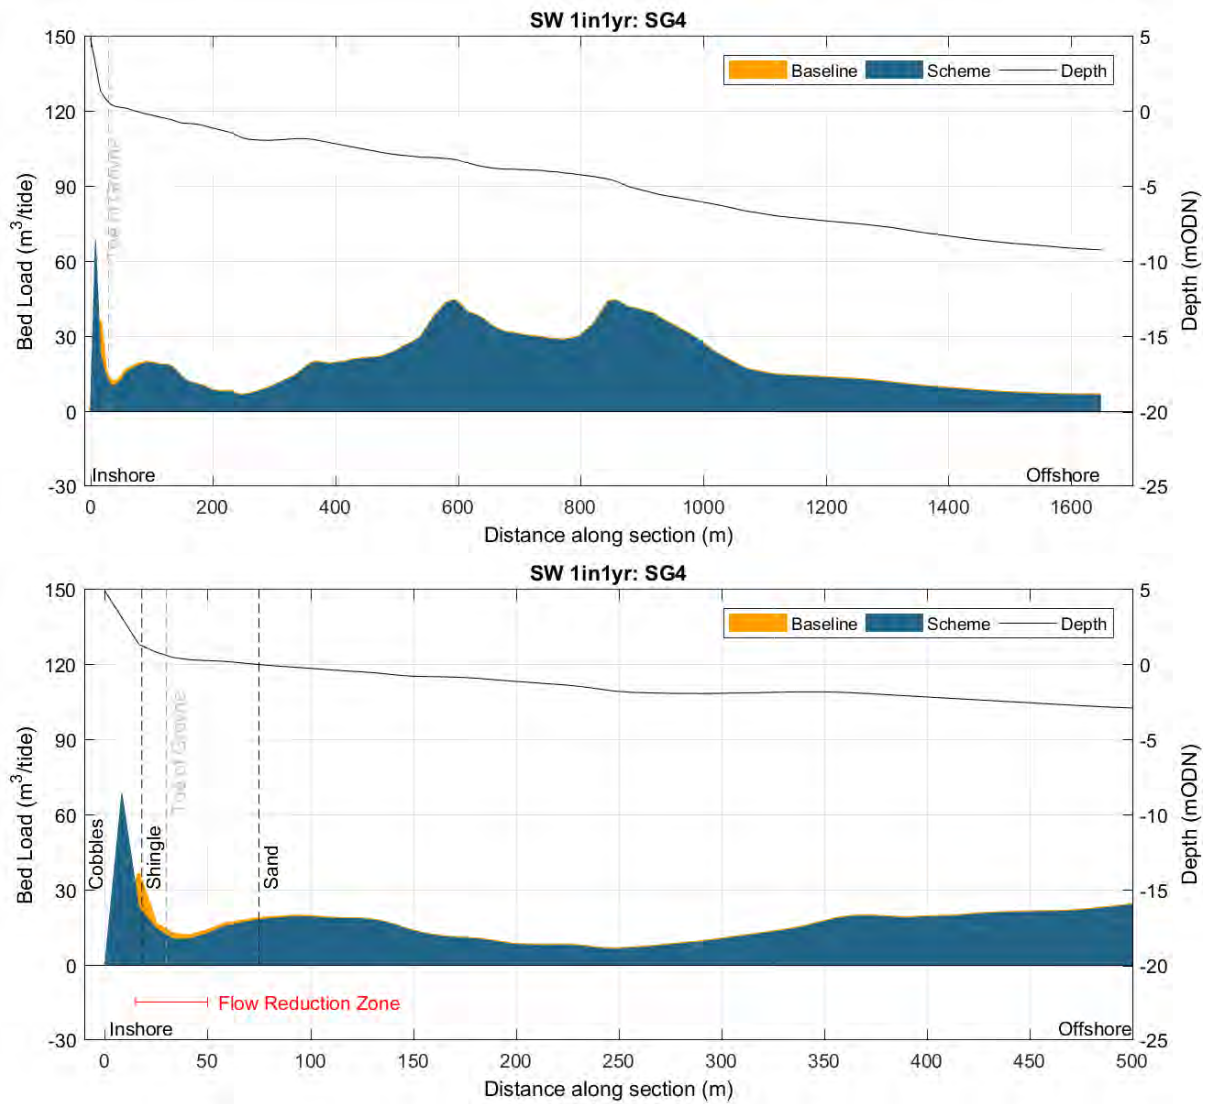 SW 1in1yr: SG4
150
120
90
60
30
0
-30
5
0
-5
-10
-15
-20
-25
Baseline
Scheme
Depth
Toe of Groyne
Bed Load (m³/tide)
Depth (mODN)
Inshore
Offshore
0
200
400
600
800
1000
1200
1400
1600
Distance along section (m)
SW 1in1yr: SG4
150
120
90
60
30
0
-30
5
0
-5
-10
-15
-20
-25
Baseline
Scheme
Depth
Bed Load (m³/tide)
Depth (mODN)
Cobbles
Shingle
Toe of Groyne
Sand
Flow Reduction Zone
Inshore
Offshore
0
50
100
150
200
250
300
350
400
450
500
Distance along section (m)